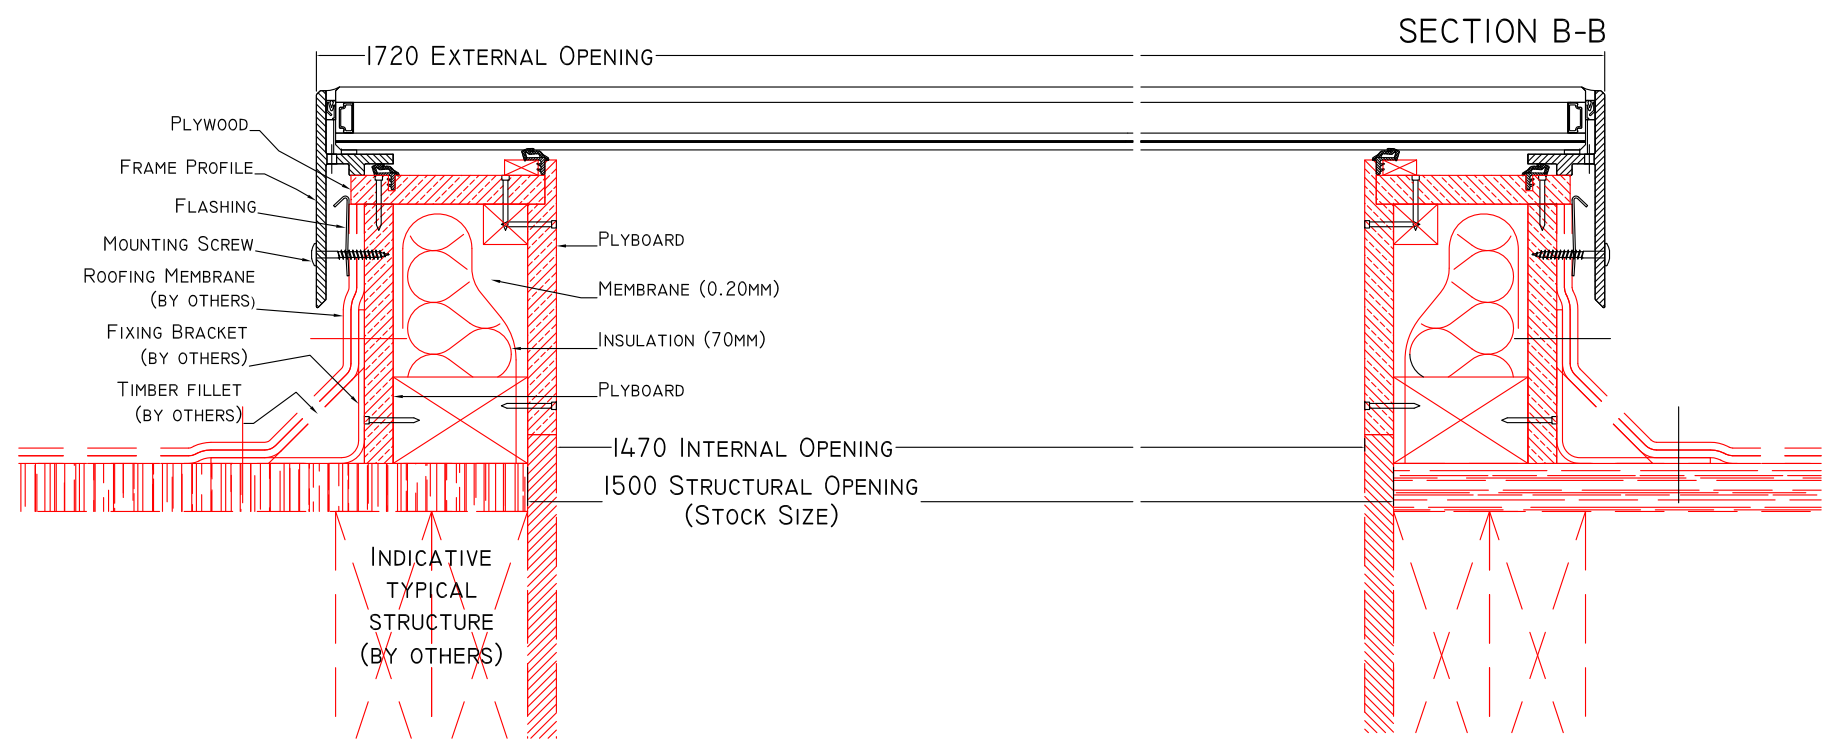 SECTION B-B
1720 External Opening
Plywood
Frame Profile
Flashing
Mounting Screw
Roofing Membrane
(by others)
Fixing Bracket
(by others)
Timber fillet
(by others)
Plyboard
Membrane (0.20mm)
Insulation (70mm)
Plyboard
1470 Internal Opening
1500 Structural Opening
(Stock Size)
Indicative
typical
structure
(by others)